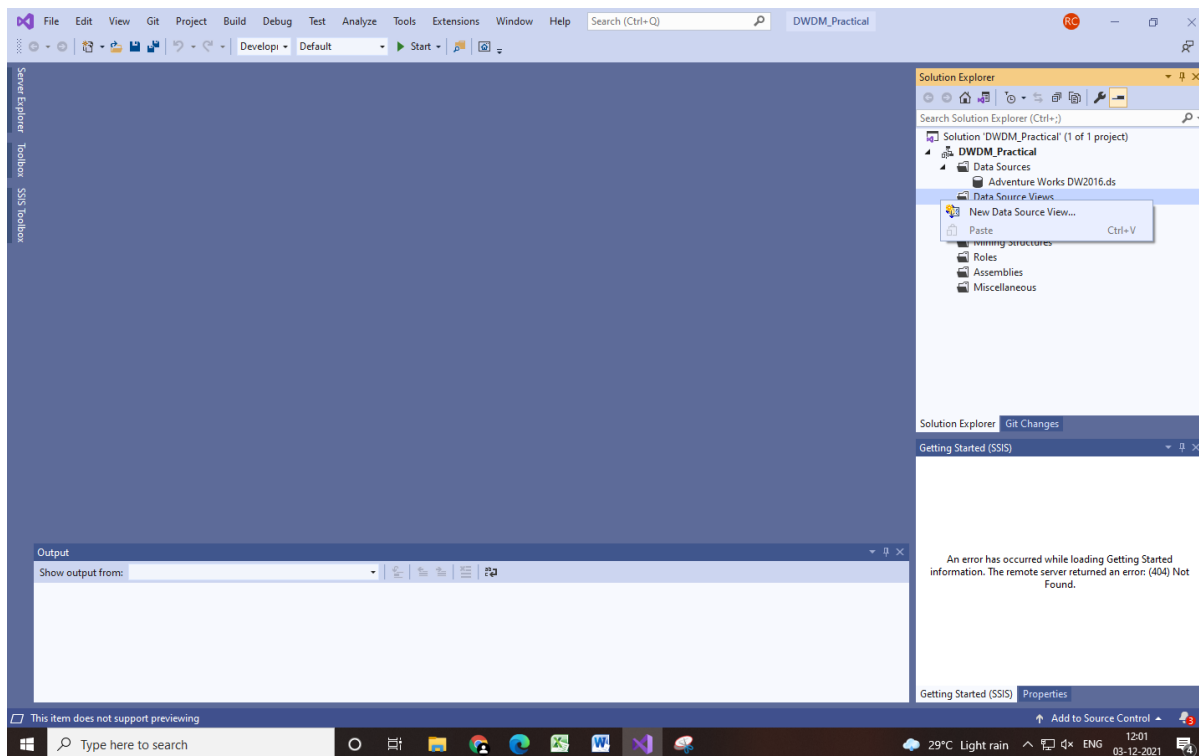 File Edit View Git Project Build Debug Test Analyze Tools Extensions Window Help Search (Ctrl+Q) DWDM_Practical RC
Developı Default Start
Server Explorer
Toolbox
SSIS Toolbox
Solution Explorer
Search Solution Explorer (Ctrl+;)
Solution 'DWDM_Practical' (1 of 1 project)
DWDM_Practical
Data Sources
Adventure Works DW2016.ds
Data Source Views
New Data Source View...
Paste Ctrl+V
Mining Structures
Roles
Assemblies
Miscellaneous
Solution Explorer Git Changes
Getting Started (SSIS)
An error has occurred while loading Getting Started
information. The remote server returned an error: (404) Not
Found.
Getting Started (SSIS) Properties
Output
Show output from:
This item does not support previewing
Add to Source Control 3
Type here to search
29°C Light rain ENG 12:01
03-12-2021 4